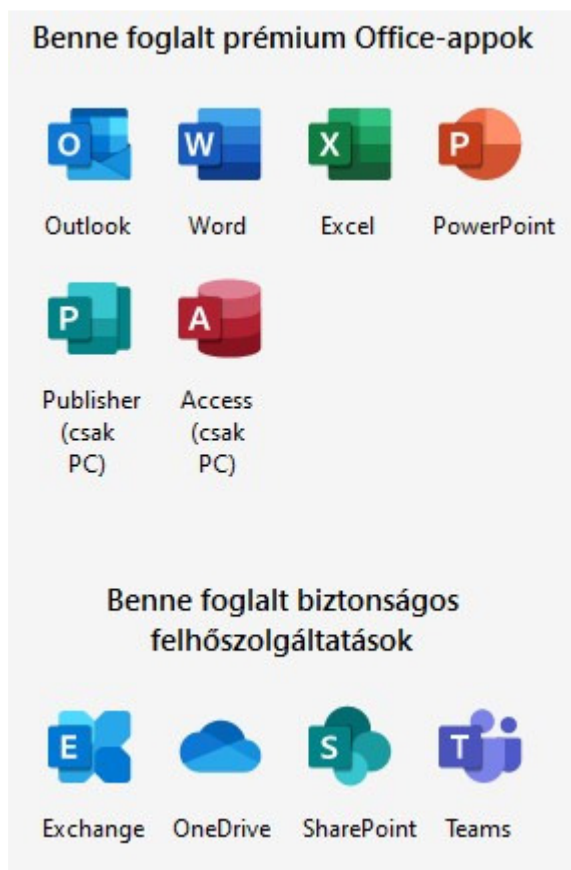 Benne foglalt prémium Office-appok
O W X P
Outlook Word Excel PowerPoint
P A
Publisher Access
(csak (csak
PC) PC)
Benne foglalt biztonságos
felhőszolgáltatások
E S T
Exchange OneDrive SharePoint Teams